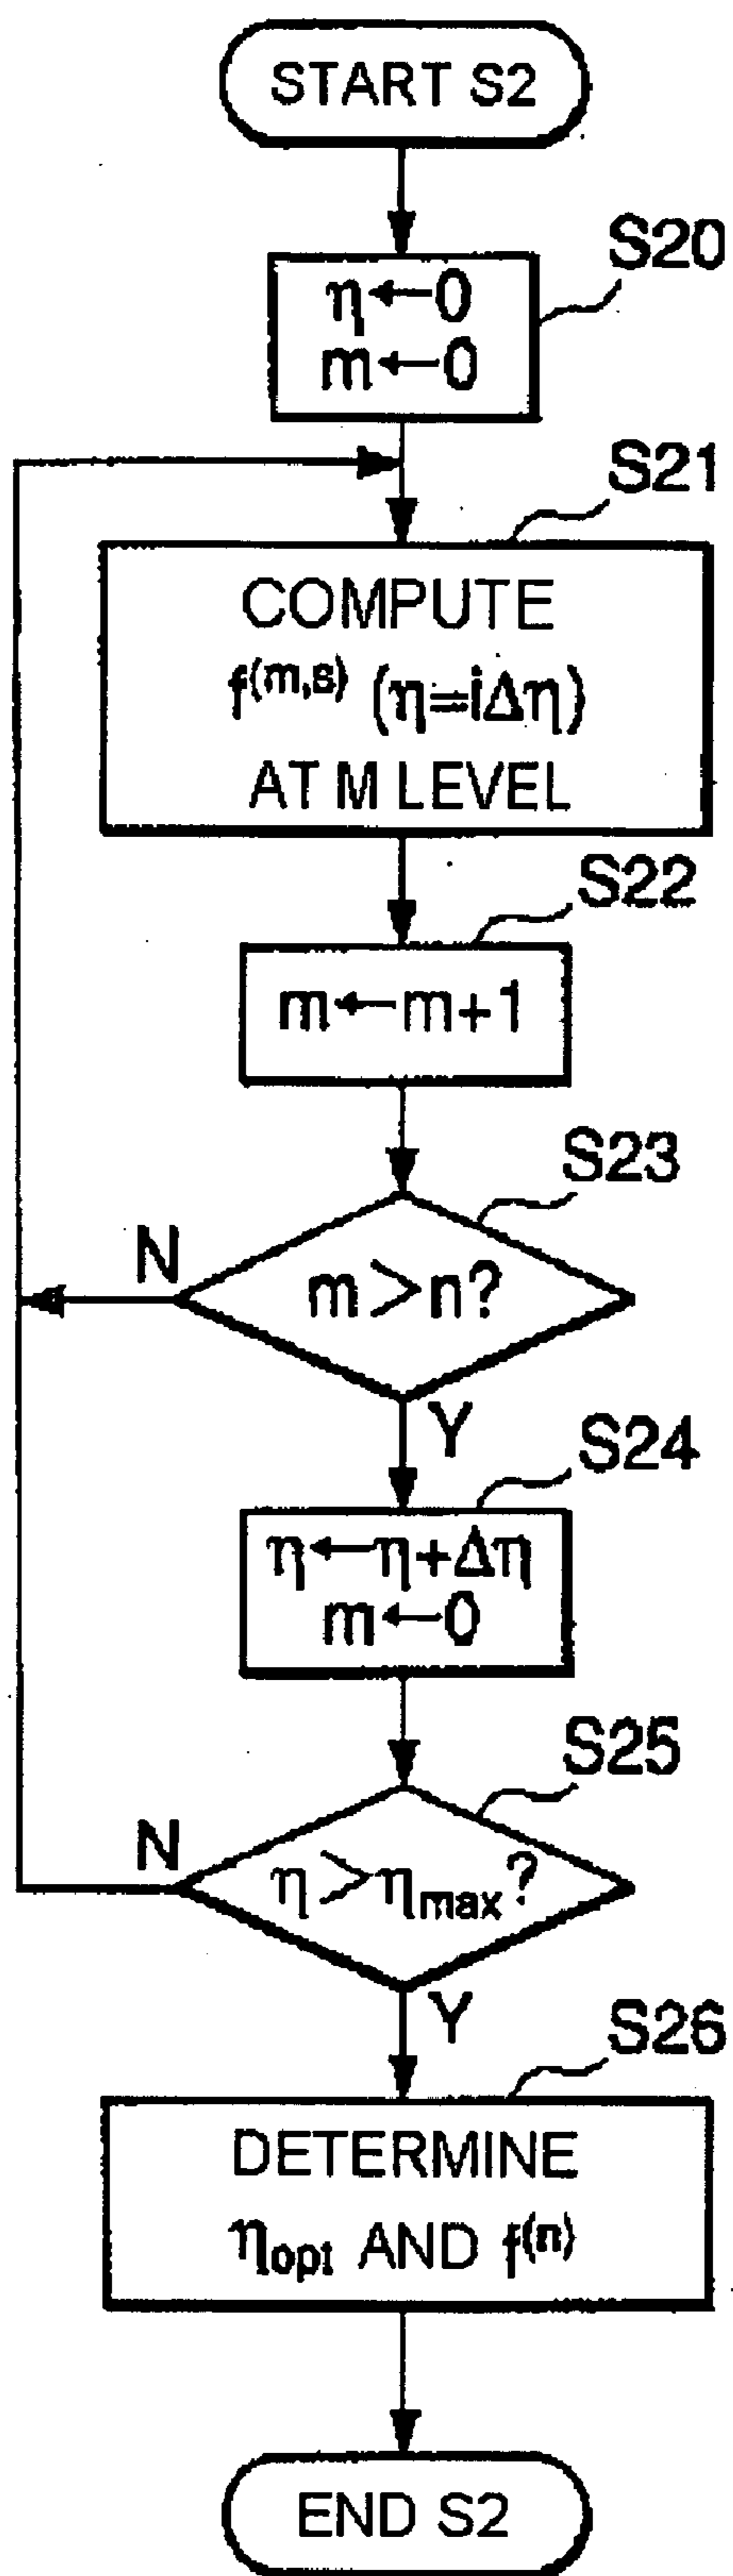 START S2
S20
η←0
m←0
S21
COMPUTE
f(m,s) (η=iΔη)
AT M LEVEL
S22
m←m+1
S23
N
m>n?
Y
S24
η←η+Δη
m←0
S25
N
η>ηmax?
Y
S26
DETERMINE
ηopt AND f(n)
END S2